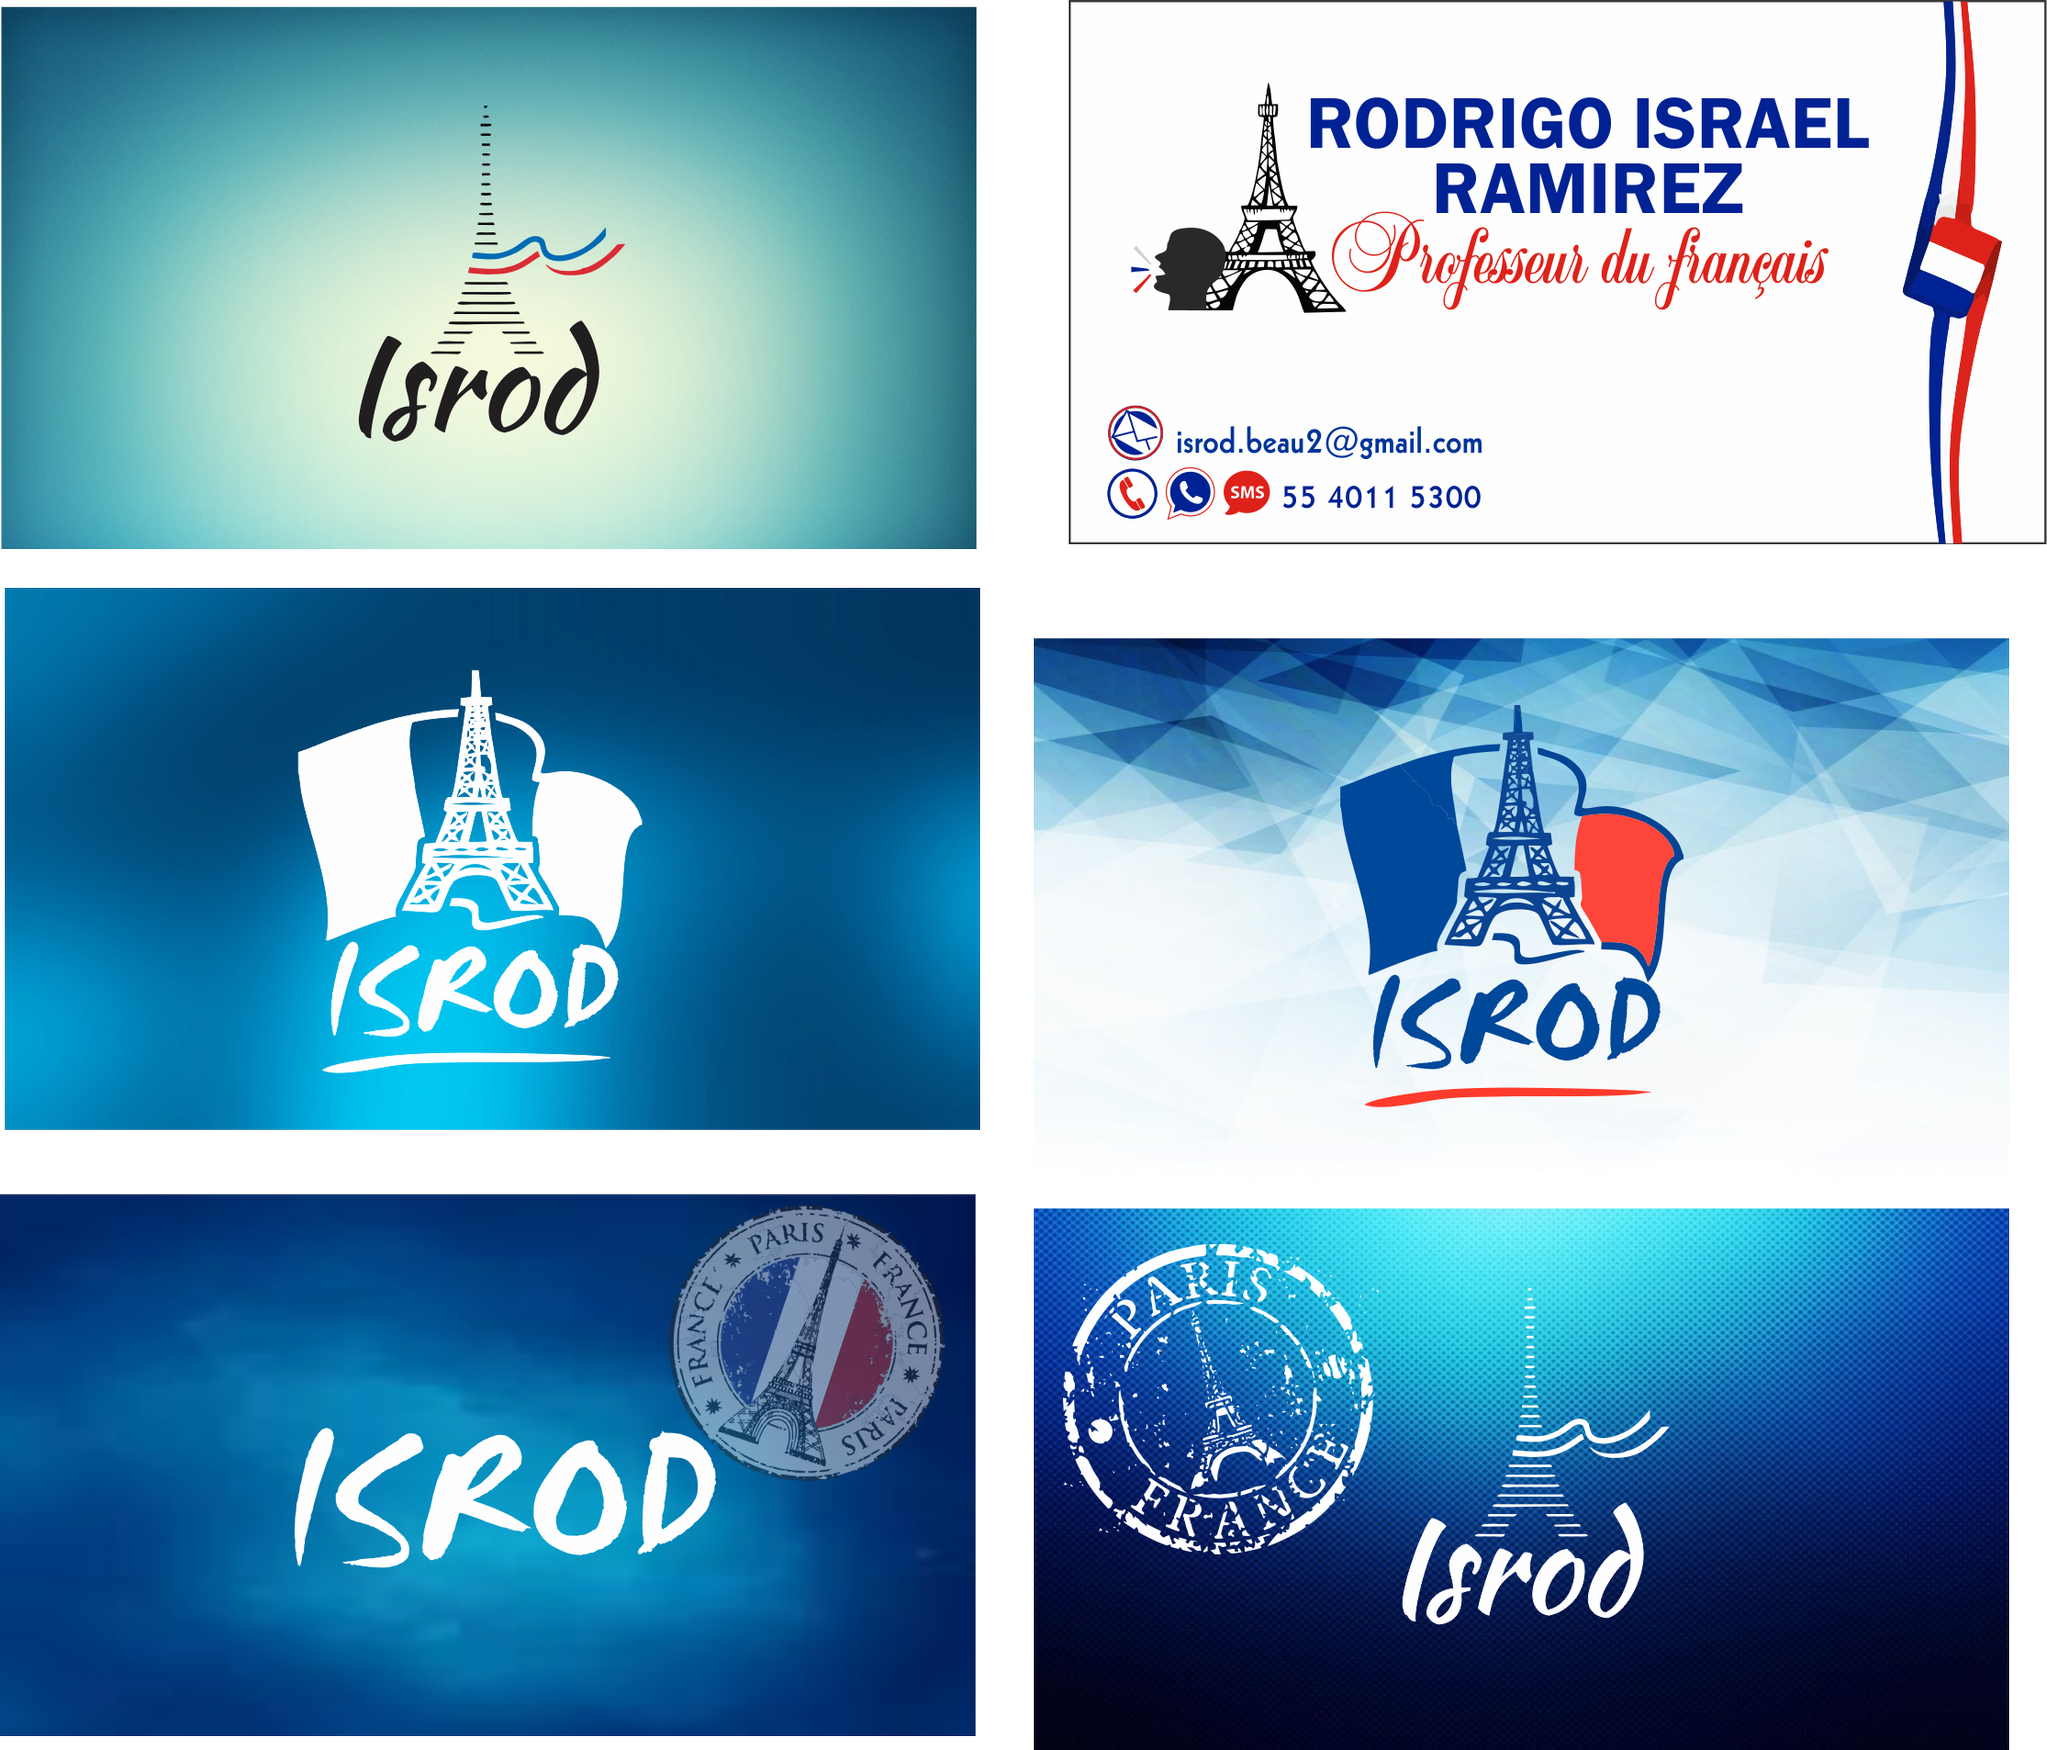 Isrod
RODRIGO ISRAEL
RAMIREZ
Professeur du français
isrod.beau2@gmail.com
SMS 55 4011 5300
ISROD
ISROD
PARIS FRANCE PARIS FRANCE
ISROD
PARIS
FRANCE
Isrod